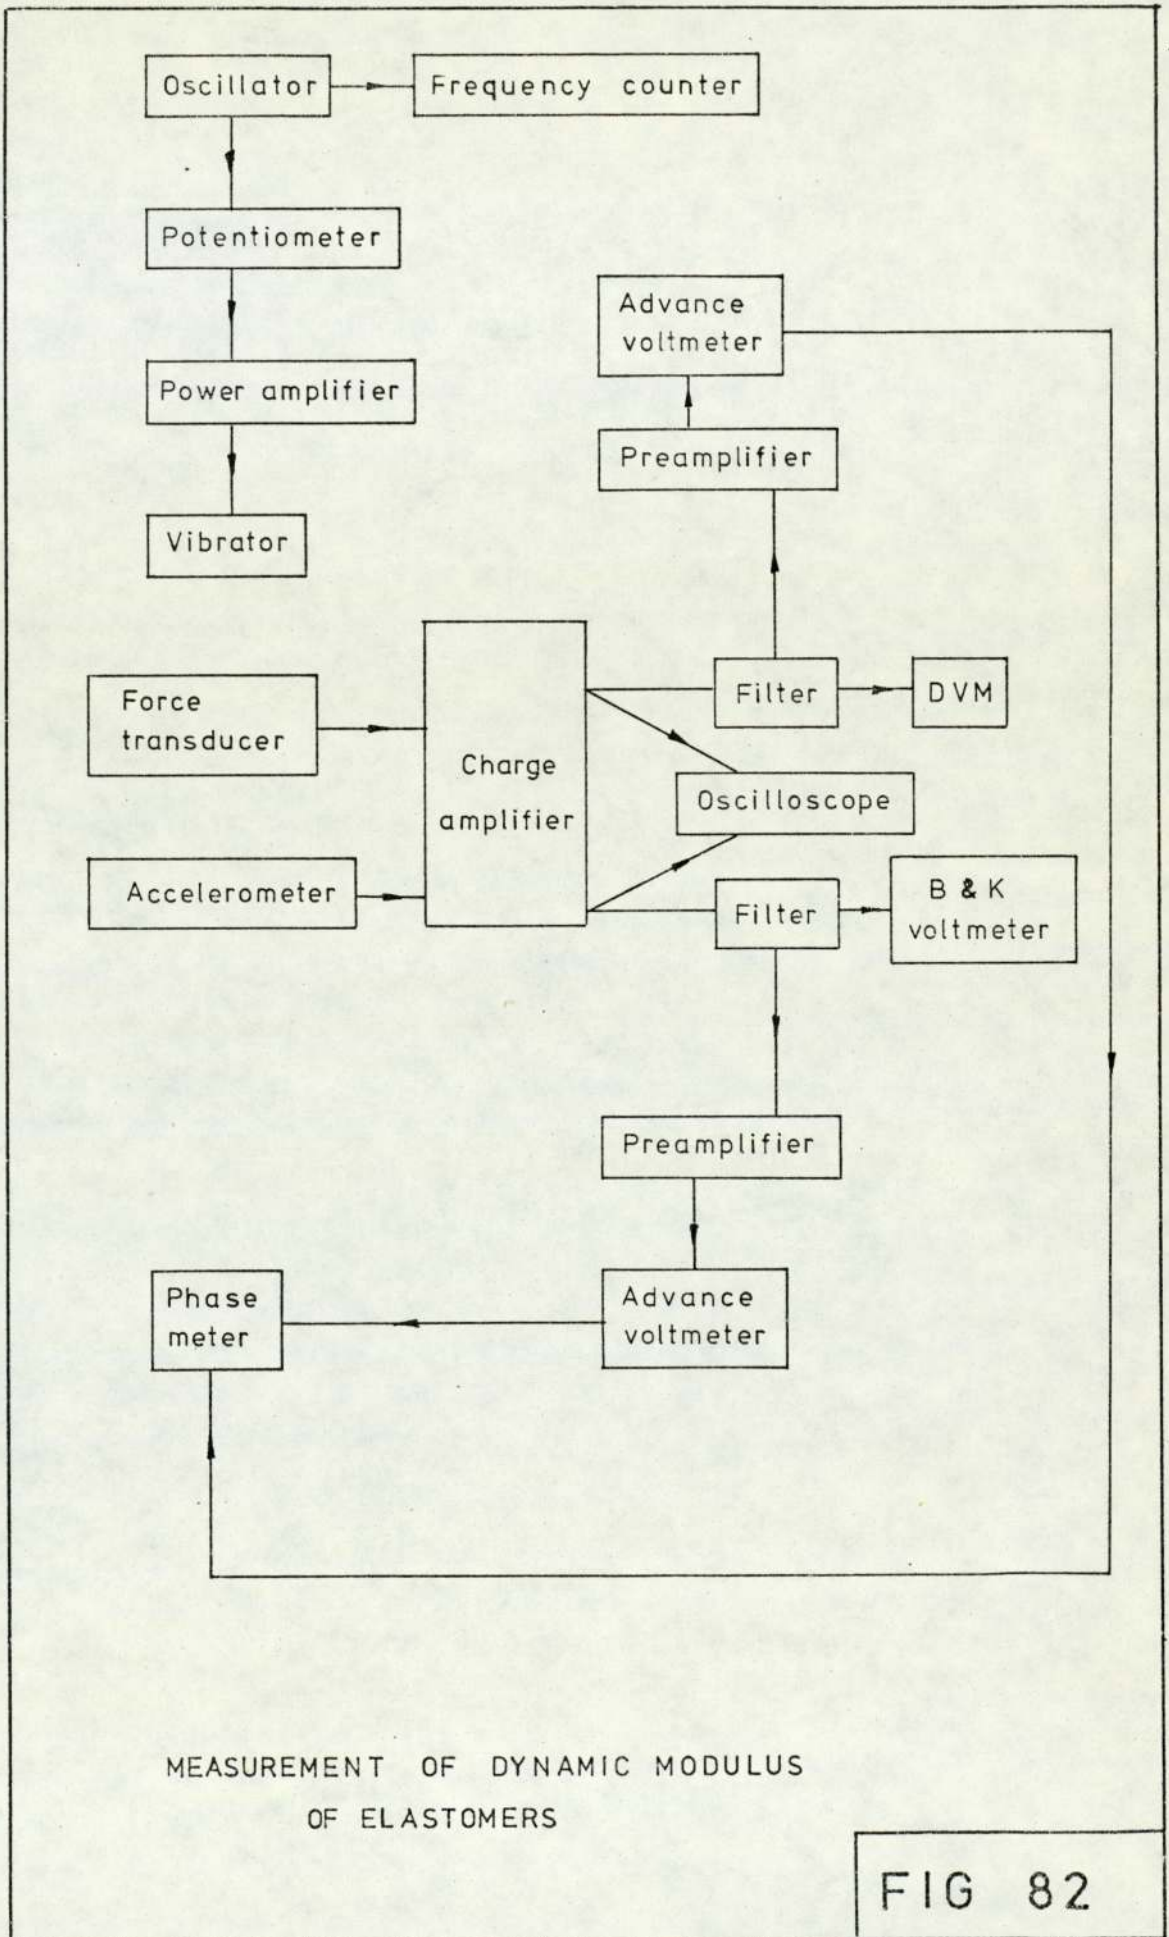 Oscillator
Frequency counter
Potentiometer
Advance
voltmeter
Power amplifier
Preamplifier
Vibrator
Force
transducer
Charge
amplifier
Filter
DVM
Oscilloscope
Accelerometer
Filter
B & K
voltmeter
Preamplifier
Phase
meter
Advance
voltmeter
MEASUREMENT OF DYNAMIC MODULUS
OF ELASTOMERS
FIG 82